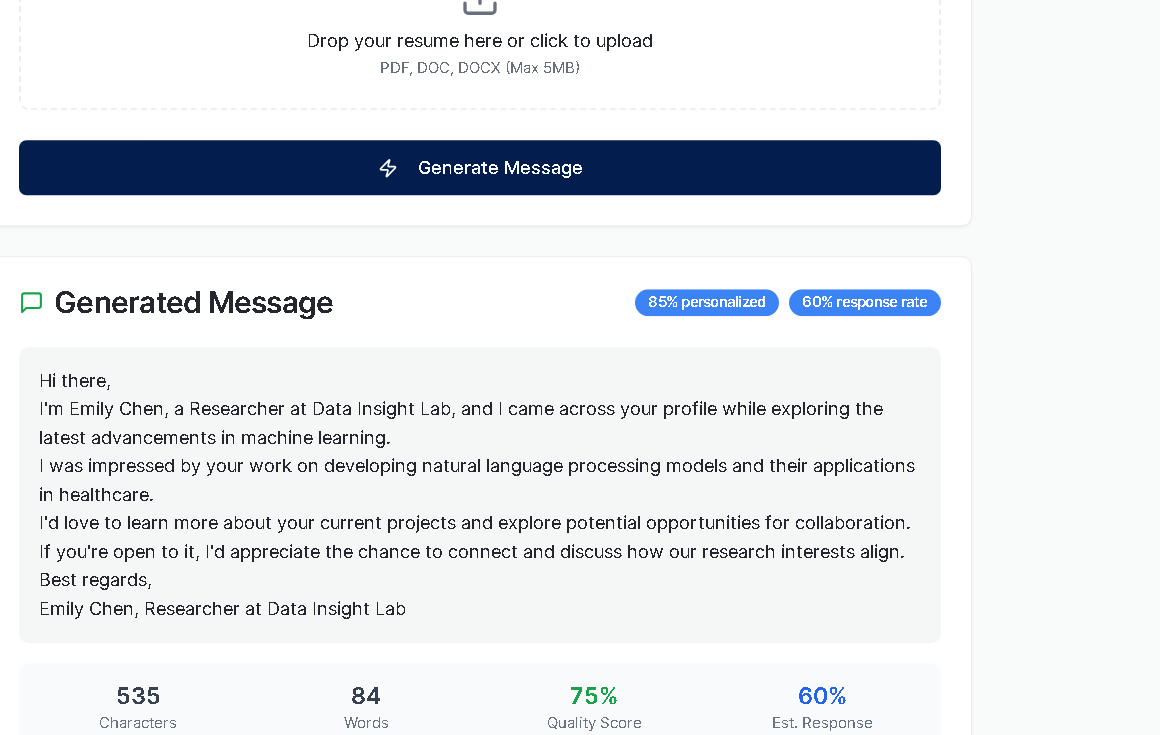 Drop your resume here or click to upload
PDF, DOC, DOCX (Max 5MB)
Generate Message
Generated Message
85% personalized
60% response rate
Hi there,
I'm Emily Chen, a Researcher at Data Insight Lab, and I came across your profile while exploring the
latest advancements in machine learning.
I was impressed by your work on developing natural language processing models and their applications
in healthcare.
I'd love to learn more about your current projects and explore potential opportunities for collaboration.
If you're open to it, I'd appreciate the chance to connect and discuss how our research interests align.
Best regards,
Emily Chen, Researcher at Data Insight Lab
535
84
75%
60%
Characters
Words
Quality Score
Est. Response